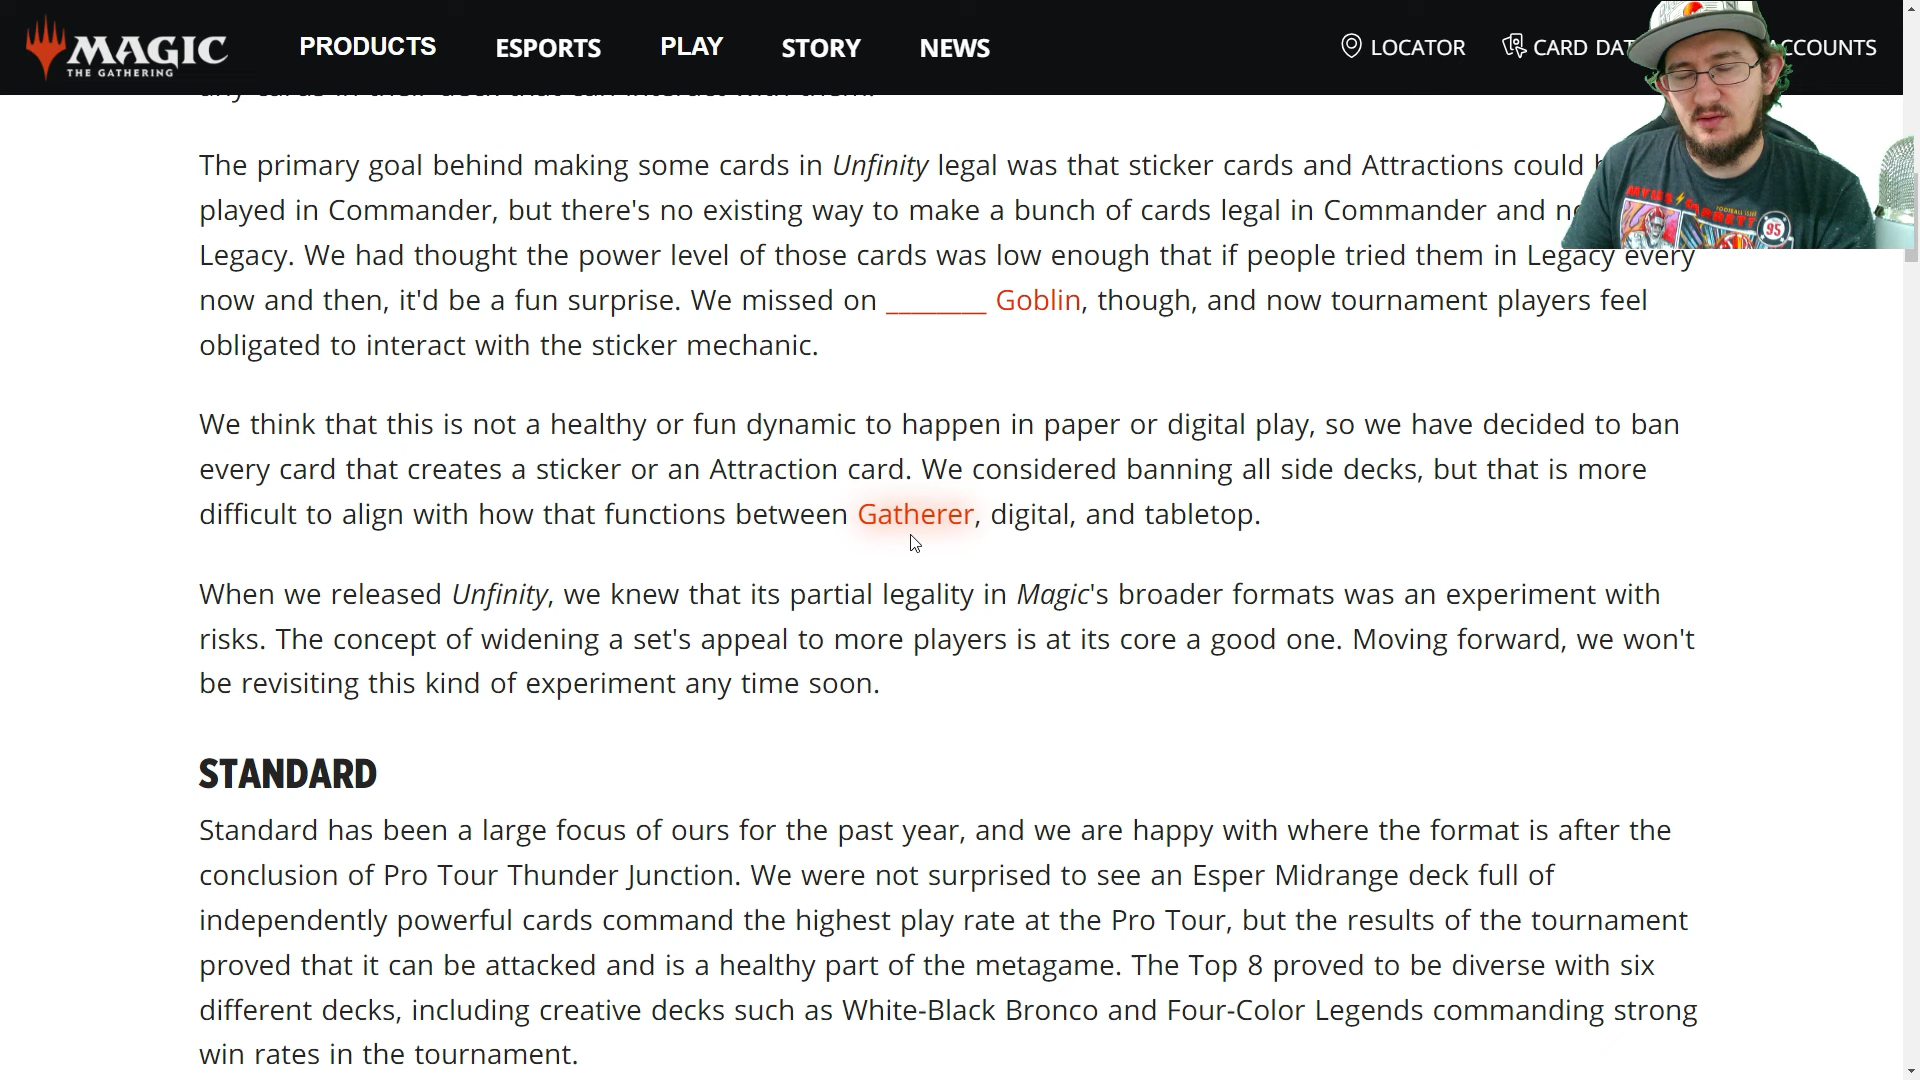 MAGIC
THE GATHERING
PRODUCTS ESPORTS PLAY STORY NEWS LOCATOR CARD DAT ACCOUNTS
The primary goal behind making some cards in Unfinity legal was that sticker cards and Attractions could
played in Commander, but there's no existing way to make a bunch of cards legal in Commander and
Legacy. We had thought the power level of those cards was low enough that if people tried them in Legacy every
now and then, it'd be a fun surprise. We missed on ________ Goblin, though, and now tournament players feel
obligated to interact with the sticker mechanic.
We think that this is not a healthy or fun dynamic to happen in paper or digital play, so we have decided to ban
every card that creates a sticker or an Attraction card. We considered banning all side decks, but that is more
difficult to align with how that functions between Gatherer, digital, and tabletop.
When we released Unfinity, we knew that its partial legality in Magic's broader formats was an experiment with
risks. The concept of widening a set's appeal to more players is at its core a good one. Moving forward, we won't
be revisiting this kind of experiment any time soon.
STANDARD
Standard has been a large focus of ours for the past year, and we are happy with where the format is after the
conclusion of Pro Tour Thunder Junction. We were not surprised to see an Esper Midrange deck full of
independently powerful cards command the highest play rate at the Pro Tour, but the results of the tournament
proved that it can be attacked and is a healthy part of the metagame. The Top 8 proved to be diverse with six
different decks, including creative decks such as White-Black Bronco and Four-Color Legends commanding strong
win rates in the tournament.
MYLES GARRETT
95